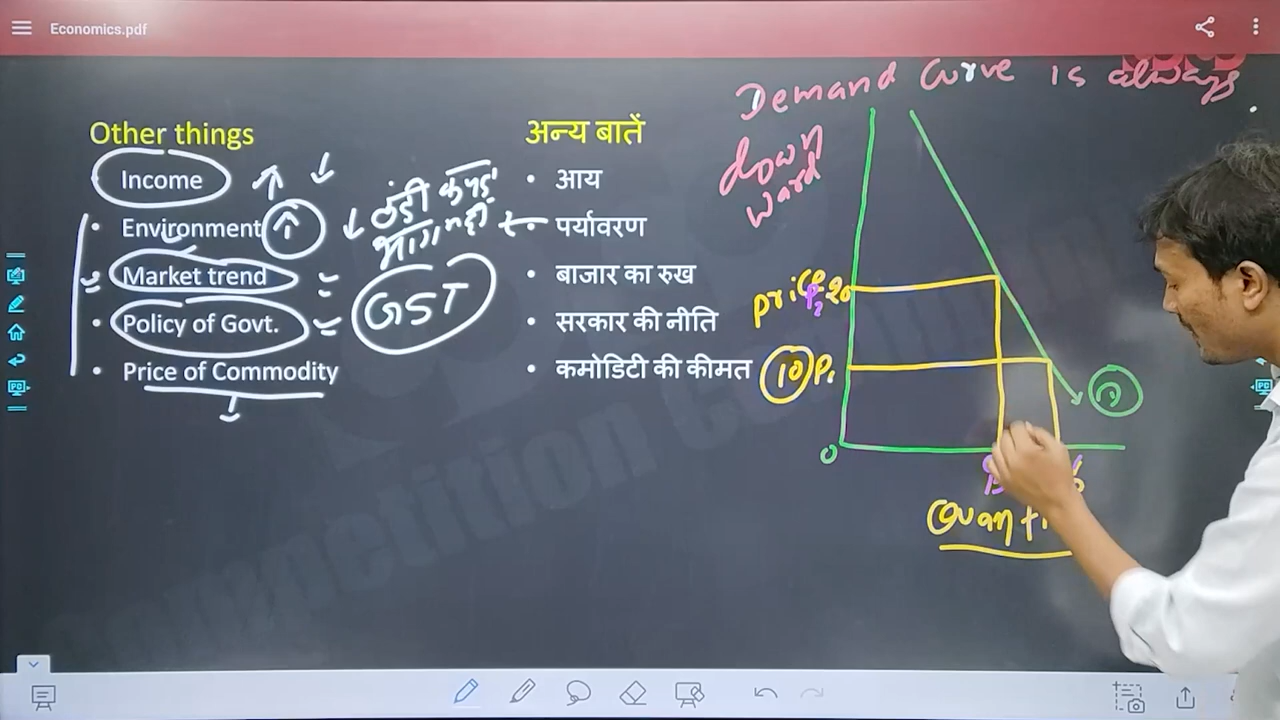 Economics.pdf
Demand Curve is always
down
ward
Other things
Income
• Environment
Market trend
• Policy of Govt.
• Price of Commodity
GST
अन्य बातें
• आय
• पर्यावरण
• बाजार का रुख
• सरकार की नीति
• कमोडिटी की कीमत
price
P₂ 20
10 P₁
0